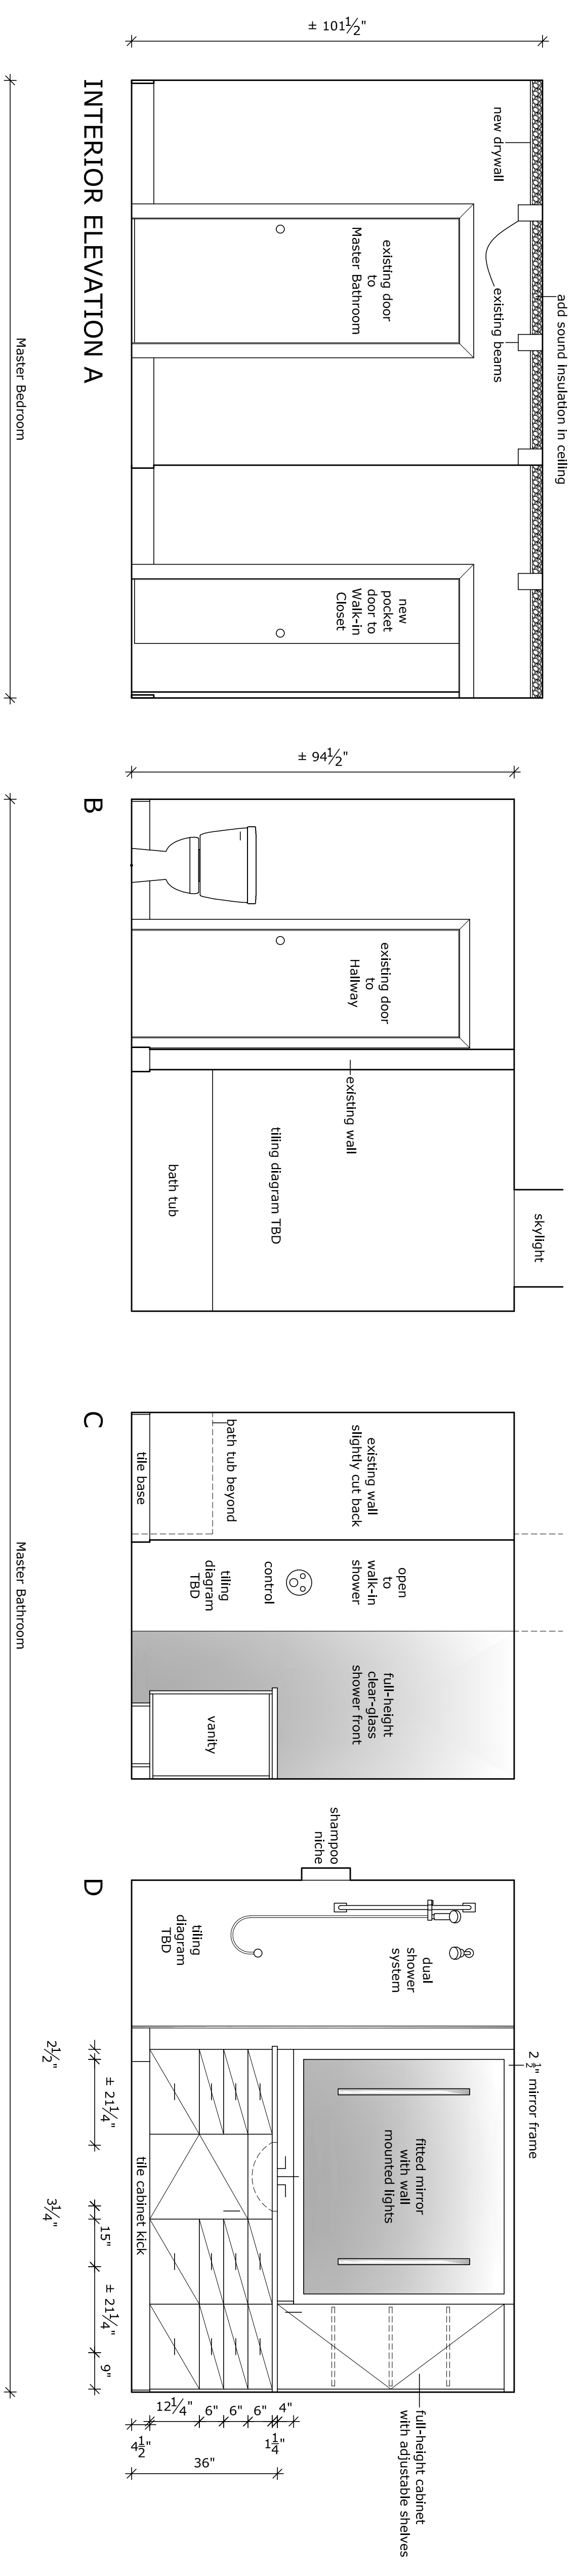 ± 101½"
add sound insulation in ceiling
new drywall
existing beams
existing door
to
Master Bathroom
new
pocket
door to
Walk-in
Closet
INTERIOR ELEVATION A
Master Bedroom
± 94½"
skylight
existing door
to
Hallway
existing wall
tiling diagram TBD
bath tub
B
existing wall
slightly cut back
bath tub beyond
tile base
open
to
walk-in
shower
control
tiling
diagram
TBD
full-height
clear-glass
shower front
vanity
C
Master Bathroom
shampoo
niche
dual
shower
system
tiling
diagram
TBD
2 ½" mirror frame
fitted mirror
with wall
mounted lights
full-height cabinet
with adjustable shelves
tile cabinet kick
4"
1¼"
6"
6"
6"
12¼"
4½"
36"
D
± 21¼"
15"
± 21¼"
9"
2½"
3¼"